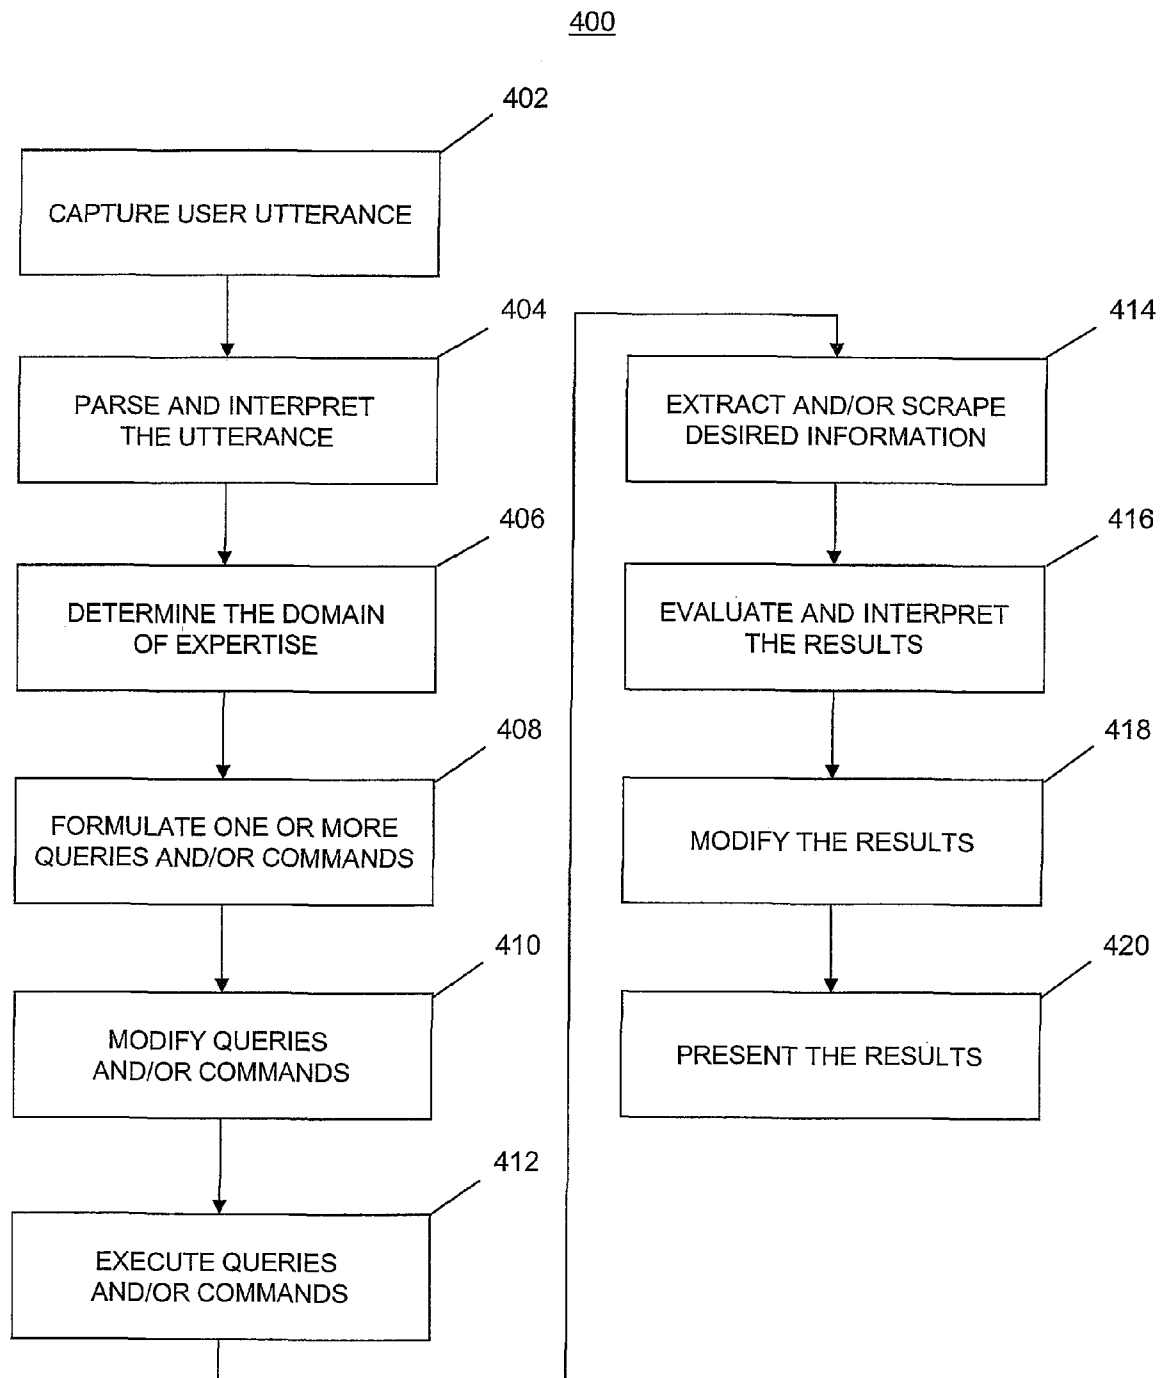 400
402
CAPTURE USER UTTERANCE
404
PARSE AND INTERPRET
THE UTTERANCE
406
DETERMINE THE DOMAIN
OF EXPERTISE
408
FORMULATE ONE OR MORE
QUERIES AND/OR COMMANDS
410
MODIFY QUERIES
AND/OR COMMANDS
412
EXECUTE QUERIES
AND/OR COMMANDS
414
EXTRACT AND/OR SCRAPE
DESIRED INFORMATION
416
EVALUATE AND INTERPRET
THE RESULTS
418
MODIFY THE RESULTS
420
PRESENT THE RESULTS